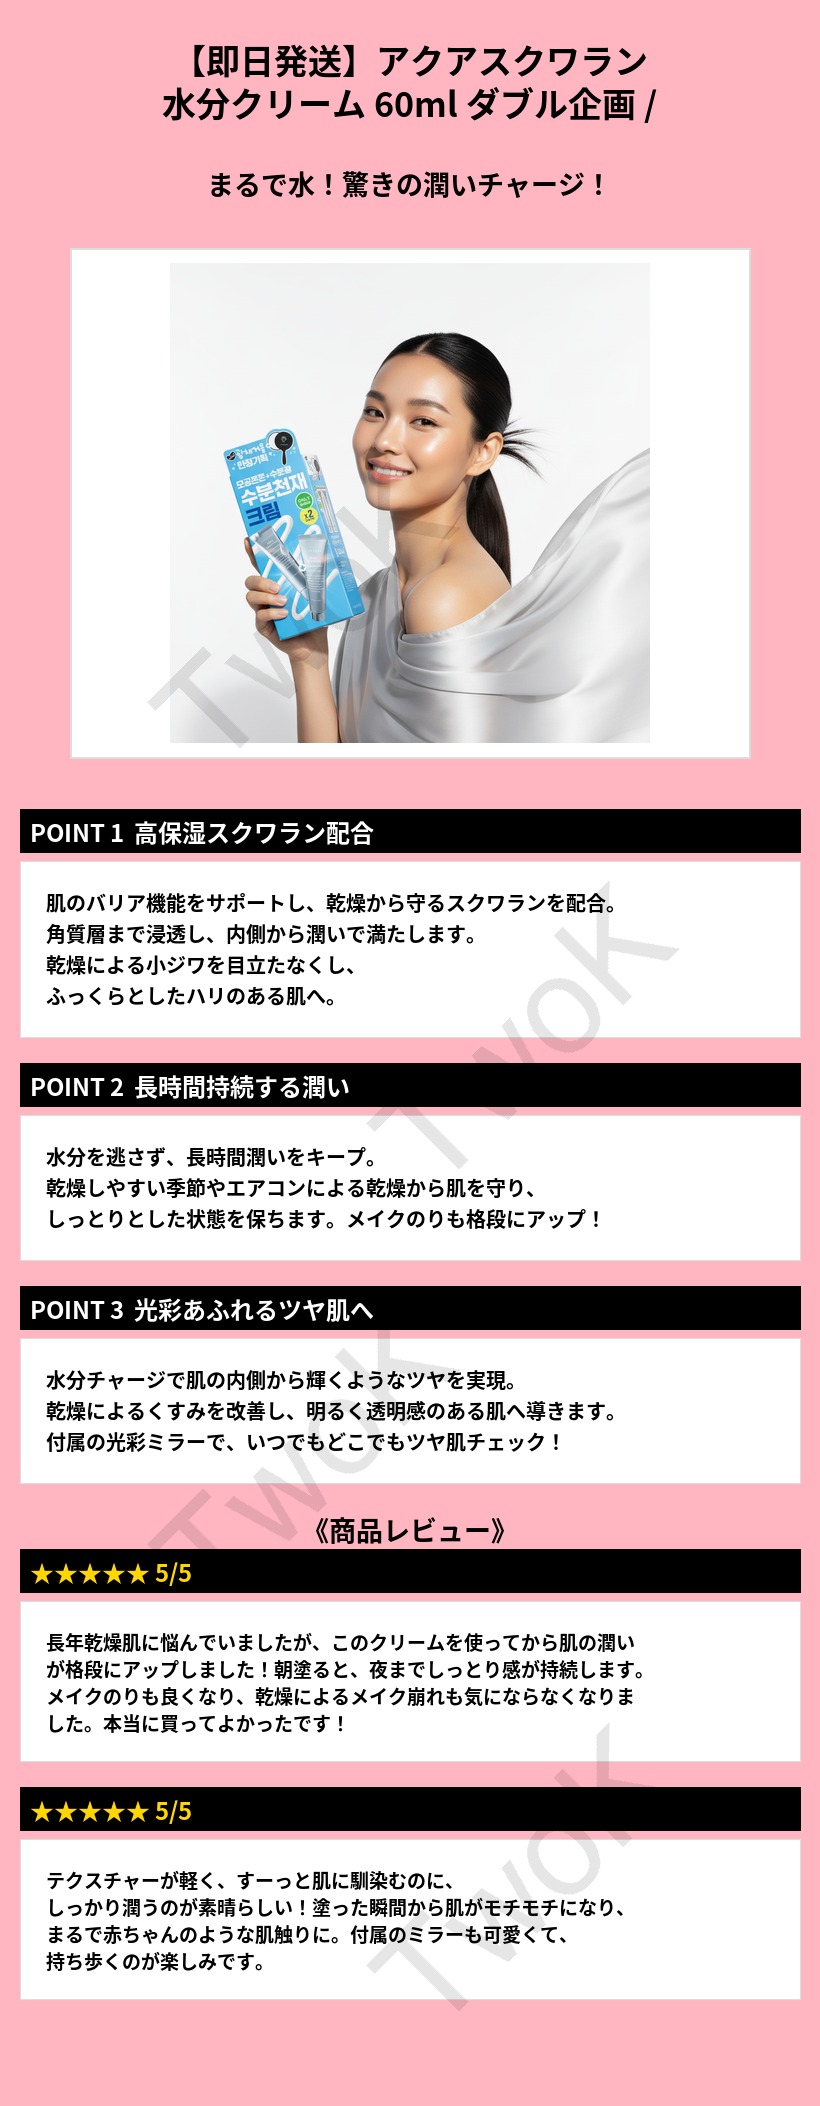 【即日発送】アクアスクワラン
水分クリーム 60ml ダブル企画 /
まるで水！驚きの潤いチャージ！
한정기획
모공쫀쫀+수분광
수분천재
크림
x2
TwoK
POINT 1 高保湿スクワラン配合
肌のバリア機能をサポートし、乾燥から守るスクワランを配合。
角質層まで浸透し、内側から潤いで満たします。
乾燥による小ジワを目立たなくし、
ふっくらとしたハリのある肌へ。
TwoK
POINT 2 長時間持続する潤い
水分を逃さず、長時間潤いをキープ。
乾燥しやすい季節やエアコンによる乾燥から肌を守り、
しっとりとした状態を保ちます。メイクのりも格段にアップ！
POINT 3 光彩あふれるツヤ肌へ
水分チャージで肌の内側から輝くようなツヤを実現。
乾燥によるくすみを改善し、明るく透明感のある肌へ導きます。
付属の光彩ミラーで、いつでもどこでもツヤ肌チェック！
TwoK
《商品レビュー》
★★★★★ 5/5
長年乾燥肌に悩んでいましたが、このクリームを使ってから肌の潤い
が格段にアップしました！朝塗ると、夜までしっとり感が持続します。
メイクのりも良くなり、乾燥によるメイク崩れも気にならなくなりま
した。本当に買ってよかったです！
★★★★★ 5/5
テクスチャーが軽く、すーっと肌に馴染むのに、
しっかり潤うのが素晴らしい！塗った瞬間から肌がモチモチになり、
まるで赤ちゃんのような肌触りに。付属のミラーも可愛くて、
持ち歩くのが楽しみです。
TwoK